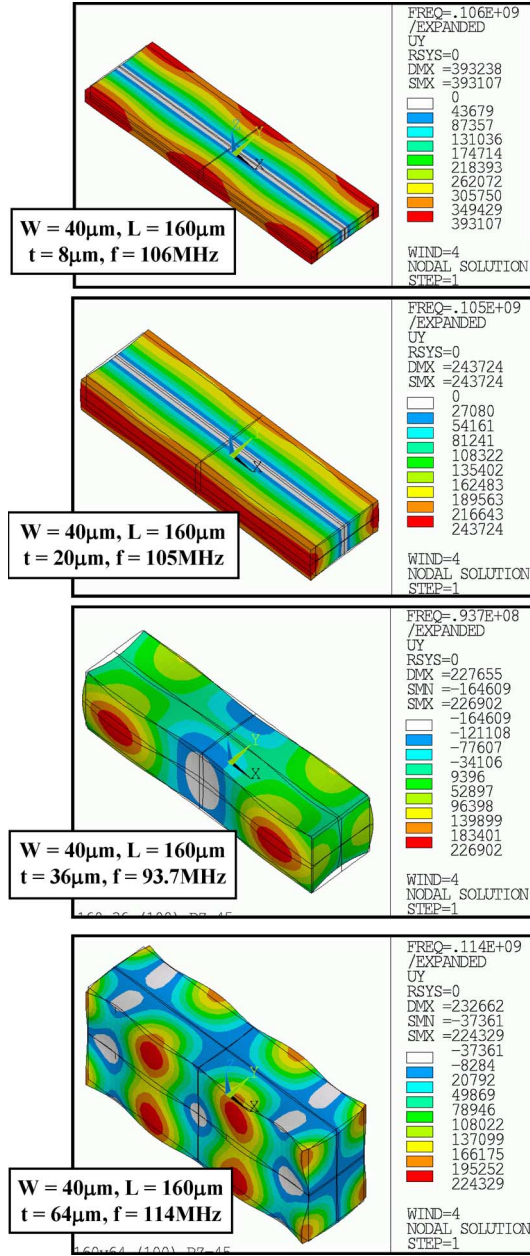 FREQ=.106E+09
/EXPANDED
UY
RSYS=0
DMX =393238
SMX =393107
0
43679
87357
131036
174714
218393
262072
305750
349429
393107
WIND=4
NODAL SOLUTION
STEP=1
Z
Y
X
W = 40μm, L = 160μm
t = 8μm, f = 106MHz
FREQ=.105E+09
/EXPANDED
UY
RSYS=0
DMX =243724
SMX =243724
0
27080
54161
81241
108322
135402
162483
189563
216643
243724
WIND=4
NODAL SOLUTION
STEP=1
Y
X
W = 40μm, L = 160μm
t = 20μm, f = 105MHz
FREQ=.937E+08
/EXPANDED
UY
RSYS=0
DMX =227655
SMN =-164609
SMX =226902
-164609
-121108
-77607
-34106
9396
52897
96398
139899
183401
226902
WIND=4
NODAL SOLUTION
STEP=1
Y
X
W = 40μm, L = 160μm
t = 36μm, f = 93.7MHz
FREQ=.114E+09
/EXPANDED
UY
RSYS=0
DMX =232662
SMN =-37361
SMX =224329
-37361
-8284
20792
49869
78946
108022
137099
166175
195252
224329
WIND=4
NODAL SOLUTION
STEP=1
Y
X
W = 40μm, L = 160μm
t = 64μm, f = 114MHz